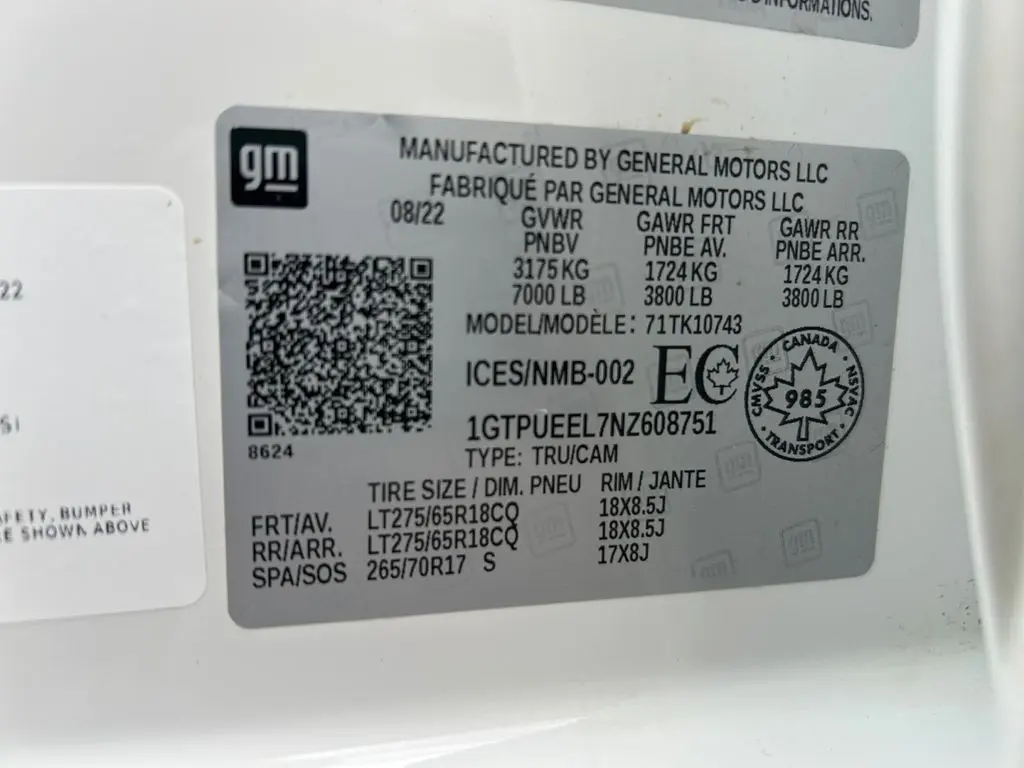 INFORMATIONS.
gm
MANUFACTURED BY GENERAL MOTORS LLC
FABRIQUÉ PAR GENERAL MOTORS LLC
08/22 GVWR GAWR FRT GAWR RR
PNBV PNBE AV. PNBE ARR.
3175 KG 1724 KG 1724 KG
7000 LB 3800 LB 3800 LB
MODEL/MODÈLE: 71TK10743
ICES/NMB-002 EC
CANADA
CMVSS 985 NSVAC
TRANSPORT
1GTPUEEL7NZ608751
8624
TYPE: TRU/CAM
TIRE SIZE / DIM. PNEU RIM / JANTE
FRT/AV. LT275/65R18CQ 18X8.5J
RR/ARR. LT275/65R18CQ 18X8.5J
SPA/SOS 265/70R17 S 17X8J
22
SI
AFETY, BUMPER
E SHOWN ABOVE